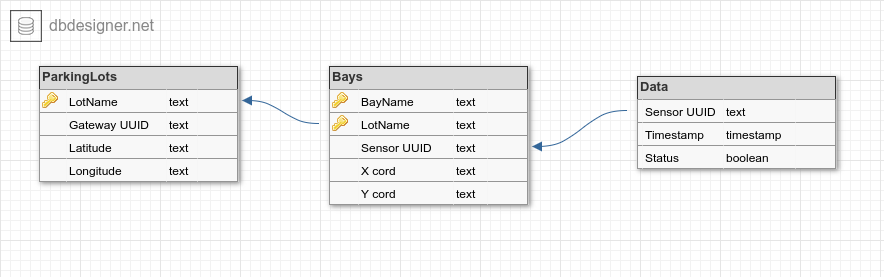 dbdesigner.net
ParkingLots
LotName text
Gateway UUID text
Latitude text
Longitude text
Bays
BayName text
LotName text
Sensor UUID text
X cord text
Y cord text
Data
Sensor UUID text
Timestamp timestamp
Status boolean